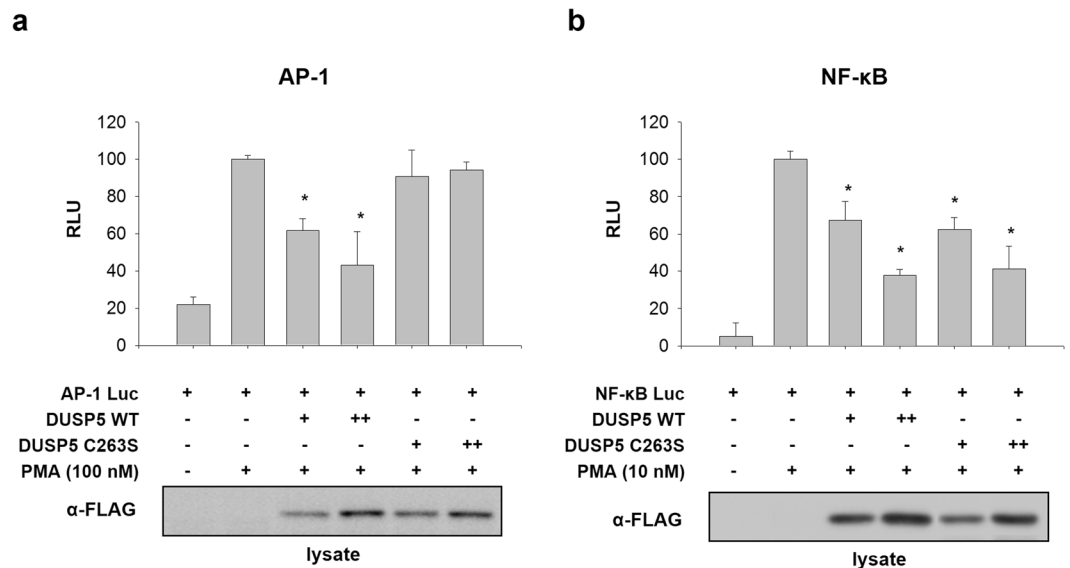 a
AP-1
120
100
80
60
40
20
0
RLU
* *
AP-1 Luc + + + + + +
DUSP5 WT - - + ++ - -
DUSP5 C263S - - - - + ++
PMA (100 nM) - + + + + +
α-FLAG
lysate
b
NF-κB
120
100
80
60
40
20
0
RLU
* * * *
NF-κB Luc + + + + + +
DUSP5 WT - - + ++ - -
DUSP5 C263S - - - - + ++
PMA (10 nM) - + + + + +
α-FLAG
lysate